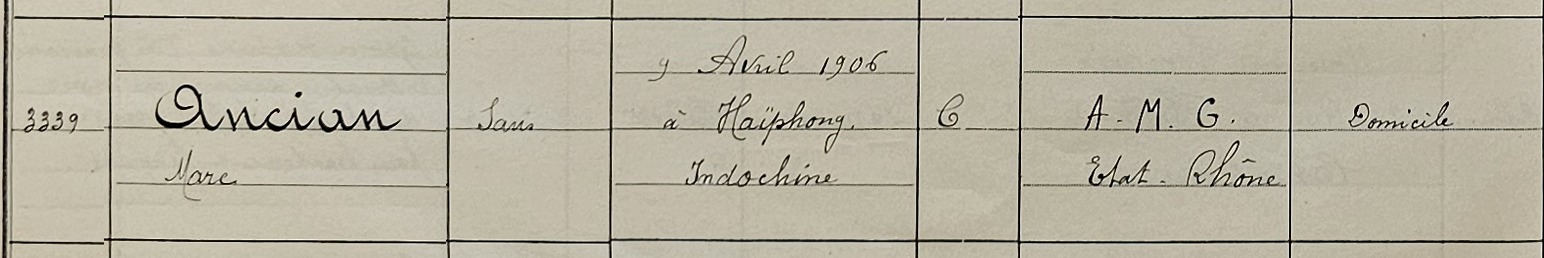 9 Avril 1906
3339 Ancian Sans à Haïphong. C A. M. G. Domicile
Marc Indochine Etat. Rhône